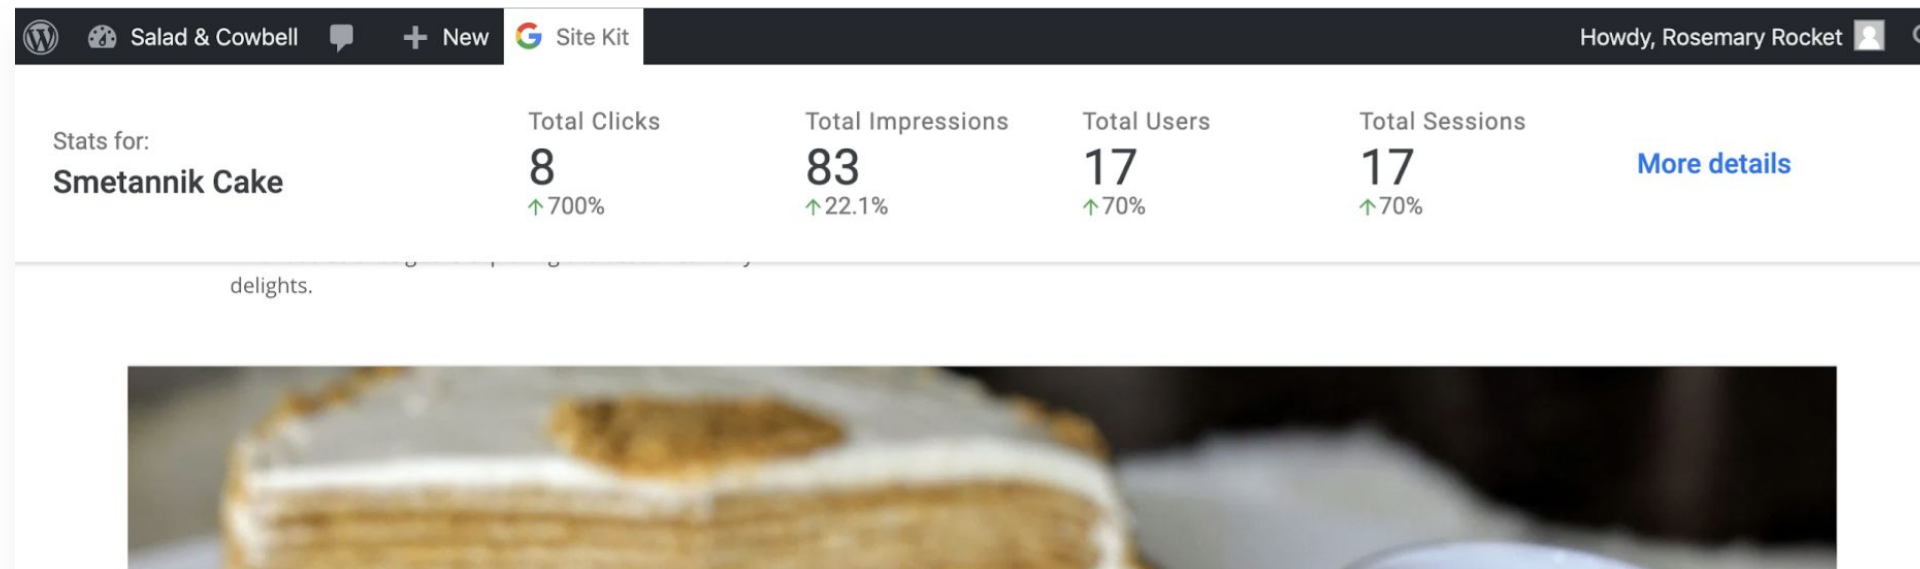 Salad & Cowbell New Site Kit Howdy, Rosemary Rocket
Stats for:
Smetannik Cake
Total Clicks
8
↑700%
Total Impressions
83
↑22.1%
Total Users
17
↑70%
Total Sessions
17
↑70%
More details
delights.